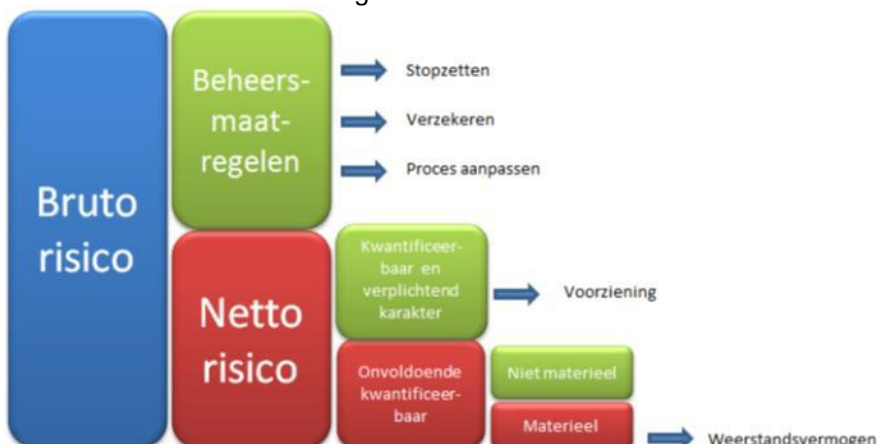 Beheers-
maat-
regelen
Stopzetten
Verzekeren
Proces aanpassen
Bruto
risico
Netto
risico
Kwantificeer-
baar en
verplichtend
karakter
Voorziening
Onvoldoende
kwantificeer-
baar
Niet materieel
Materieel
Weerstandsvermogen